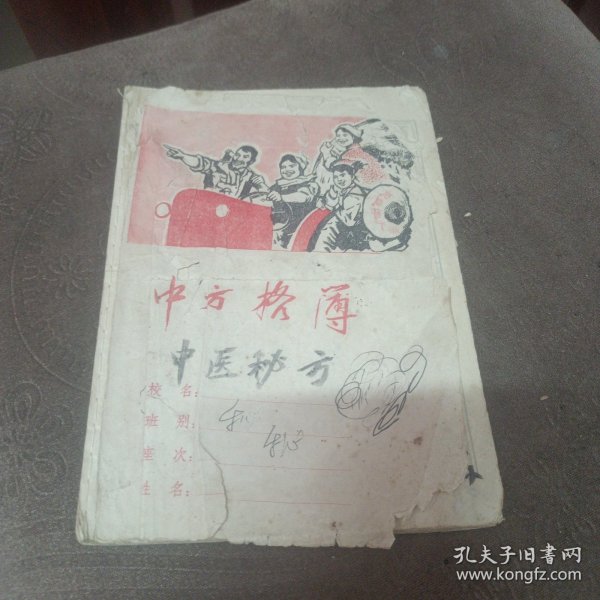 中方格簿
中医秘方
校 名：
班 别：
座 次：
生 名：
孔夫子旧书网
www.kongfz.com